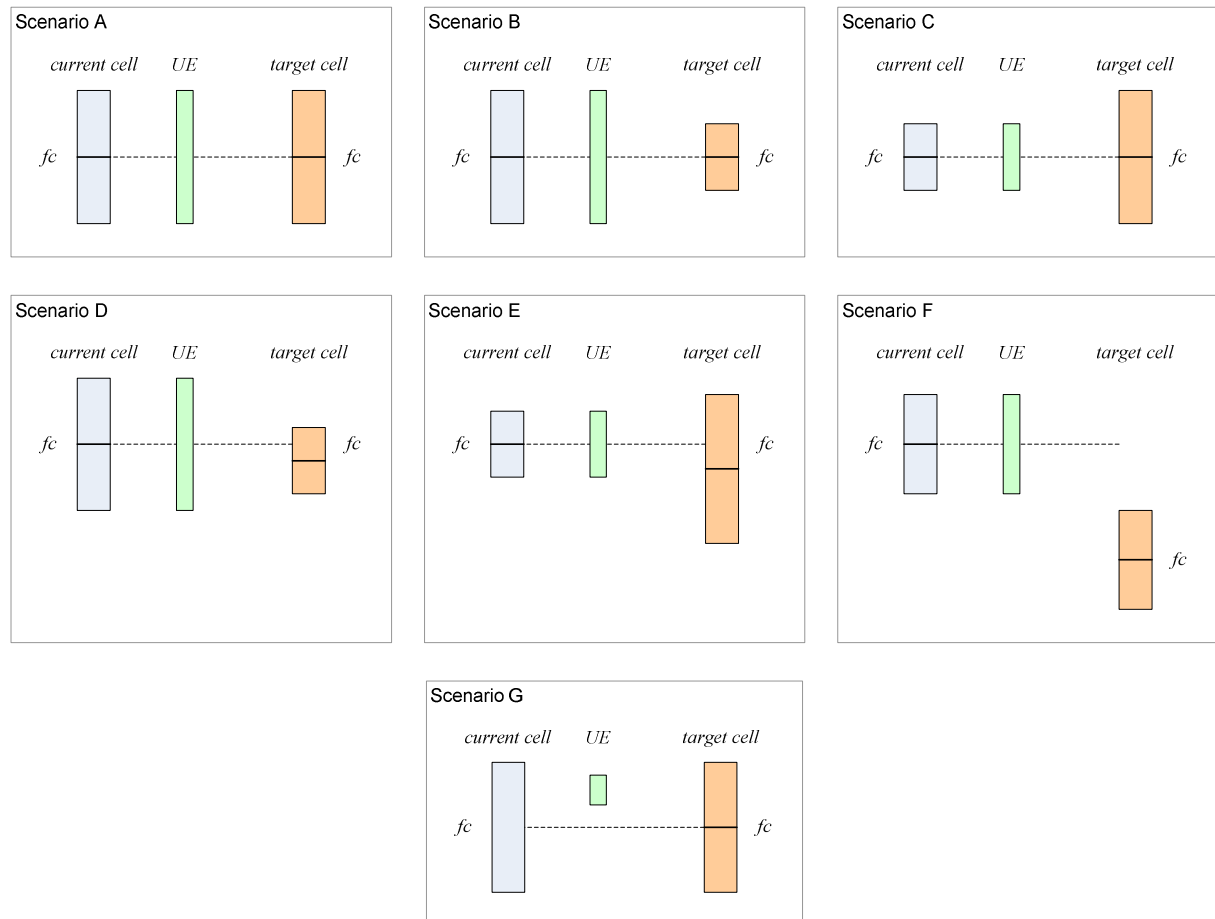 Scenario A
current cell UE target cell
fc fc
Scenario B
current cell UE target cell
fc fc
Scenario C
current cell UE target cell
fc fc
Scenario D
current cell UE target cell
fc fc
Scenario E
current cell UE target cell
fc fc
Scenario F
current cell UE target cell
fc
fc
Scenario G
current cell UE target cell
fc fc